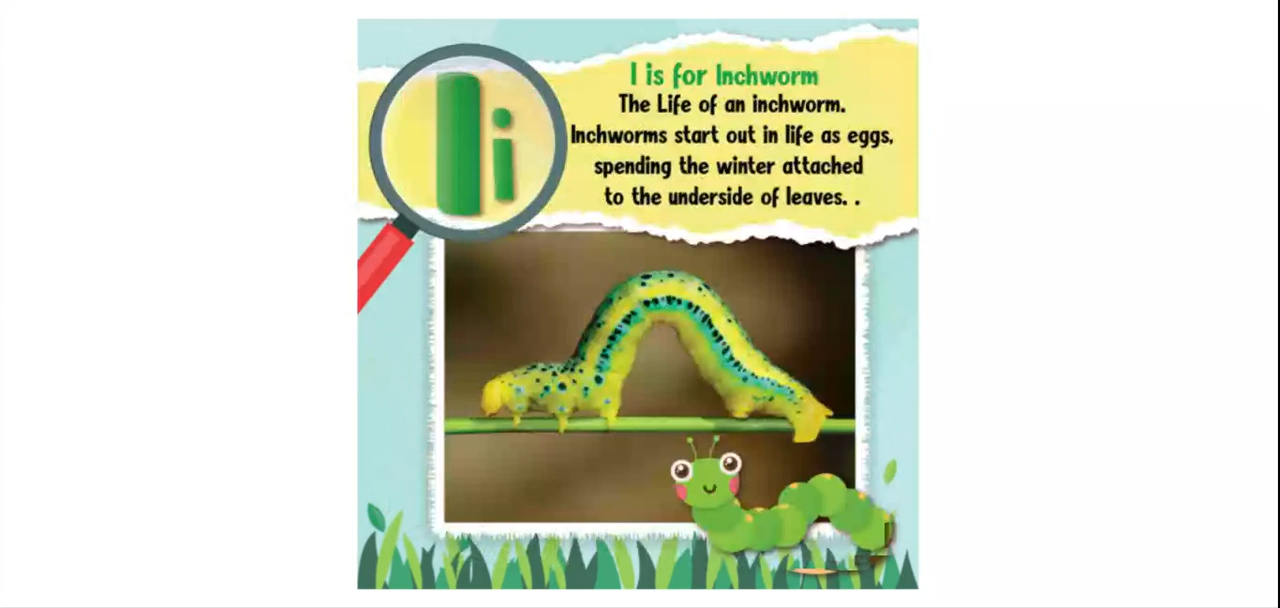 Ii
I is for Inchworm
The Life of an inchworm.
Inchworms start out in life as eggs,
spending the winter attached
to the underside of leaves. .